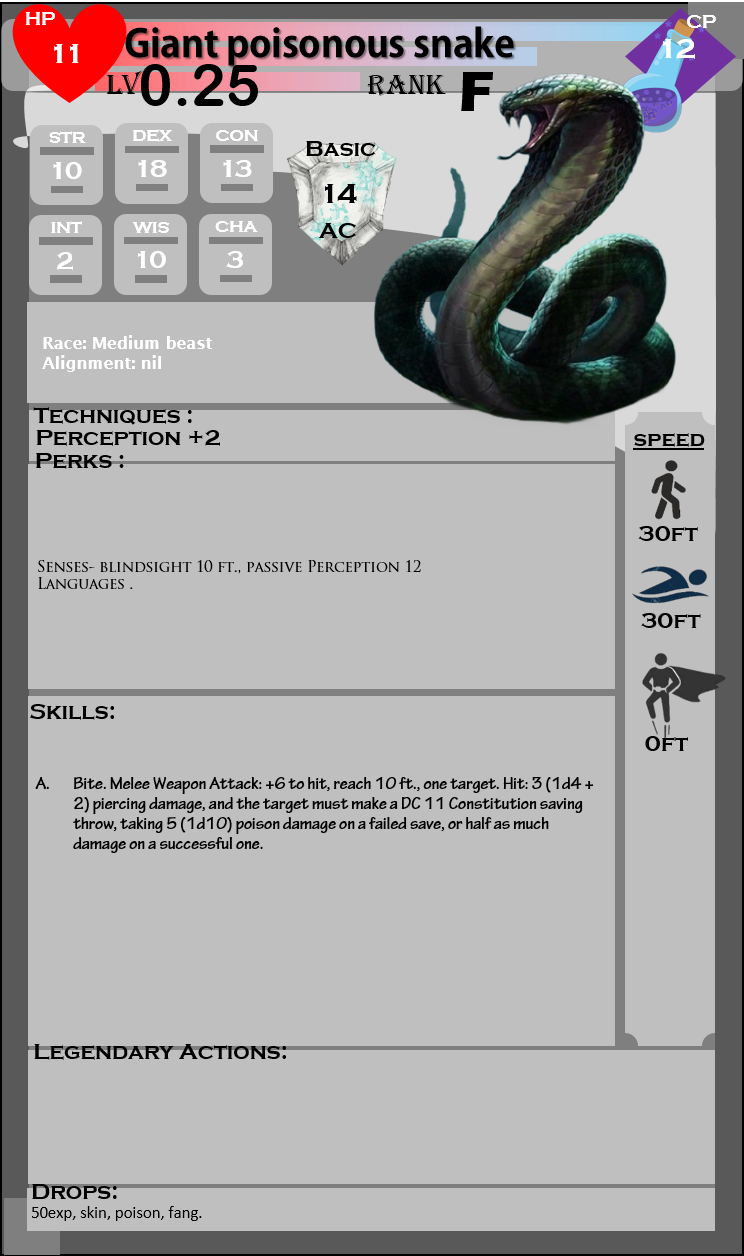 HP
11
Giant poisonous snake
CP
12
LV 0.25
RANK F
STR
10
DEX
18
CON
13
INT
2
WIS
10
CHA
3
BASIC
14
AC
Race: Medium beast
Alignment: nil
TECHNIQUES :
PERCEPTION +2
PERKS :
SENSES- BLINDSIGHT 10 FT., PASSIVE PERCEPTION 12
LANGUAGES .
SPEED
30FT
30FT
0FT
SKILLS:
A. Bite. Melee Weapon Attack: +6 to hit, reach 10 ft., one target. Hit: 3 (1d4 +
2) piercing damage, and the target must make a DC 11 Constitution saving
throw, taking 5 (1d10) poison damage on a failed save, or half as much
damage on a successful one.
LEGENDARY ACTIONS:
DROPS:
50exp, skin, poison, fang.